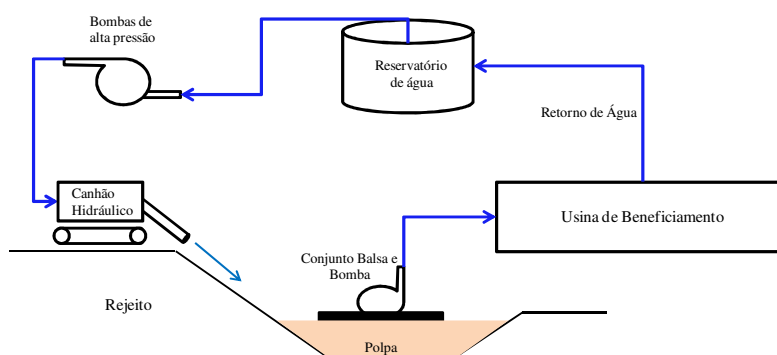 Bombas de
alta pressão
Reservatório
de água
Retorno de Água
Canhão
Hidráulico
Usina de Beneficiamento
Conjunto Balsa e
Bomba
Rejeito
Polpa